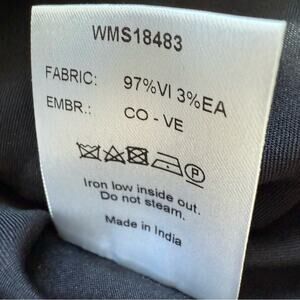 WMS18483
FABRIC: 97%VI 3%EA
EMBR.: CO - VE
P
Iron low inside out.
Do not steam.
Made in India